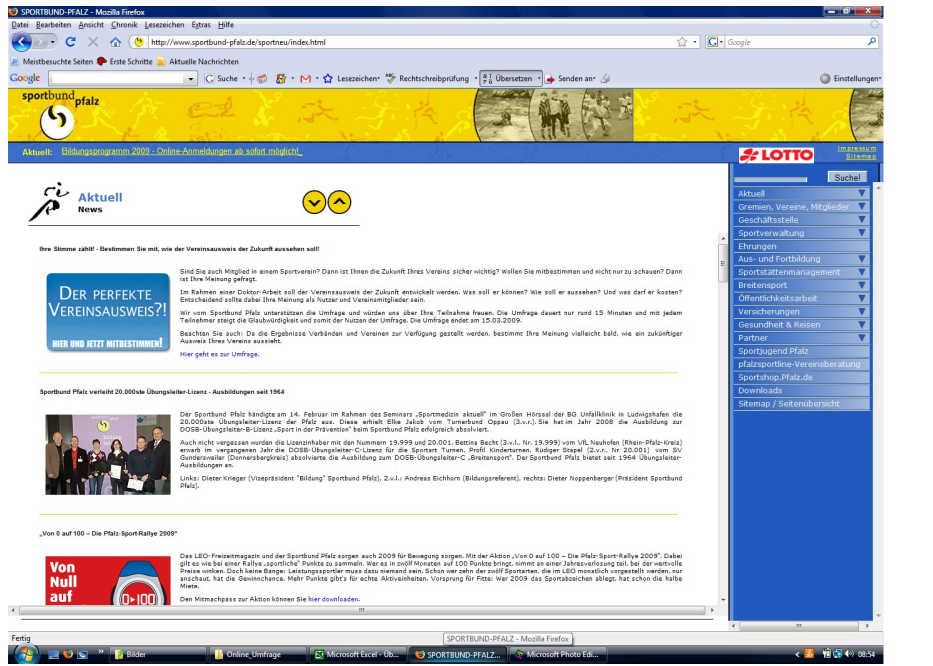 SPORTBUND-PFALZ - Mozilla Firefox
Datei Bearbeiten Ansicht Chronik Lesezeichen Extras Hilfe
http://www.sportbund-pfalz.de/sportneu/index.html
Google
Meistbesuchte Seiten Erste Schritte Aktuelle Nachrichten
Google Suche Lesezeichen Rechtschreibprüfung Übersetzen Senden an Einstellungen
sportbund pfalz
Aktuell: Bildungsprogramm 2009 - Online-Anmeldungen ab sofort möglich!_
LOTTO
Impressum
Sitemap
Suche!
Aktuell
News
Ihre Stimme zählt! - Bestimmen Sie mit, wie der Vereinsausweis der Zukunft aussehen soll!
DER PERFEKTE
VEREINSAUSWEIS?!
HIER UND JETZT MITBESTIMMEN!
Sind Sie auch Mitglied in einem Sportverein? Dann ist Ihnen die Zukunft Ihres Vereins sicher wichtig? Wollen Sie mitbestimmen und nicht nur zu schauen? Dann
ist Ihre Meinung gefragt.
Im Rahmen einer Doktor-Arbeit soll der Vereinsausweis der Zukunft entwickelt werden. Was soll er können? Wie soll er aussehen? Und was darf er kosten?
Entscheidend sollte dabei Ihre Meinung als Nutzer und Vereinsmitglieder sein.
Wir vom Sportbund Pfalz unterstützen die Umfrage und würden uns über Ihre Teilnahme freuen. Die Umfrage dauert nur rund 15 Minuten und mit jedem
Teilnehmer steigt die Glaubwürdigkeit und somit der Nutzen der Umfrage. Die Umfrage endet am 15.03.2009.
Beachten Sie auch: Da die Ergebnisse Verbänden und Vereinen zur Verfügung gestellt werden, bestimmt Ihre Meinung vielleicht bald, wie ein zukünftiger
Ausweis Ihres Vereins aussieht.
Hier geht es zur Umfrage.
Sportbund Pfalz verleiht 20.000ste Übungsleiter-Lizenz - Ausbildungen seit 1964
Der Sportbund Pfalz händigte am 14. Februar im Rahmen des Seminars „Sportmedizin aktuell" im Großen Hörsaal der BG Unfallklinik in Ludwigshafen die
20.000ste Übungsleiter-Lizenz der Pfalz aus. Diese erhielt Elke Jakob vom Turnerbund Oppau (3.v.r.). Sie hat im Jahr 2008 die Ausbildung zur
DOSB-Übungsleiter-B-Lizenz „Sport in der Prävention" beim Sportbund Pfalz erfolgreich absolviert.
Auch nicht vergessen wurden die Lizenzinhaber mit den Nummern 19.999 und 20.001. Bettina Becht (3.v.l., Nr. 19.999) vom VfL Neuhofen (Rhein-Pfalz-Kreis)
erwarb im vergangenen Jahr die DOSB-Übungsleiter-C-Lizenz für die Sportart Turnen, Profil Kinderturnen. Rüdiger Stapel (2.v.r., Nr 20.001) vom SV
Gundersweiler (Donnersbergkreis) absolvierte die Ausbildung zum DOSB-Übungsleiter-C „Breitensport". Der Sportbund Pfalz bietet seit 1964 Übungsleiter-
Ausbildungen an.
Links: Dieter Krieger (Vizepräsident "Bildung" Sportbund Pfalz), 2.v.l.: Andreas Eichhorn (Bildungsreferent), rechts: Dieter Noppenberger (Präsident Sportbund
Pfalz).
„Von 0 auf 100 – Die Pfalz-Sport-Rallye 2009"
Von
Null
auf
0▸100
Das LEO-Freizeitmagazin und der Sportbund Pfalz sorgen auch 2009 für Bewegung sorgen. Mit der Aktion „Von 0 auf 100 – Die Pfalz-Sport-Rallye 2009". Dabei
gilt es wie bei einer Rallye „sportliche" Punkte zu sammeln. Wer es in zwölf Monaten auf 100 Punkte bringt, nimmt an einer Jahresverlosung teil, bei der wertvolle
Preise winken. Doch keine Bange: Leistungssportler muss dazu niemand sein. Schon wer zehn der zwölf Sportarten, die im LEO monatlich vorgestellt werden, nur
anschaut, hat die Gewinnchance. Mehr Punkte gibt's für echte Aktiveinheiten. Vorsprung für Fitte: Wer 2009 das Sportabzeichen ablegt, hat schon die halbe
Miete.
Den Mitmachpass zur Aktion können Sie hier downloaden.
Aktuell
Gremien, Vereine, Mitglieder
Geschäftsstelle
Sportverwaltung
Ehrungen
Aus- und Fortbildung
Sportstättenmanagement
Breitensport
Öffentlichkeitsarbeit
Versicherungen
Gesundheit & Reisen
Partner
Sportjugend Pfalz
pfalzsportline-Vereinsberatung
Sportshop.Pfalz.de
Downloads
Sitemap / Seitenübersicht
Fertig
SPORTBUND-PFALZ - Mozilla Firefox
Bilder
Online_Umfrage
Microsoft Excel - Üb...
SPORTBUND-PFALZ...
Microsoft Photo Edi...
08:54